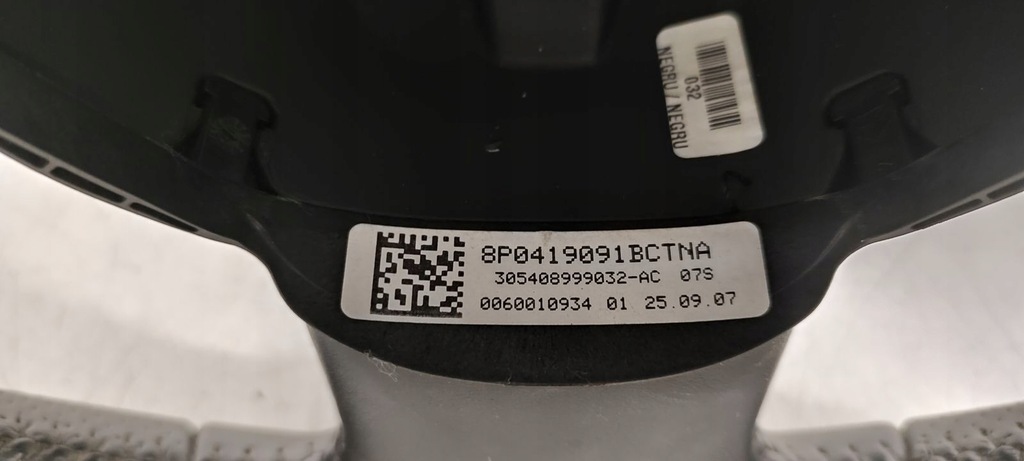 032
NEGRU / NEGRU
8P0419091BCTNA
305408999032-AC 07S
0060010934 01 25.09.07